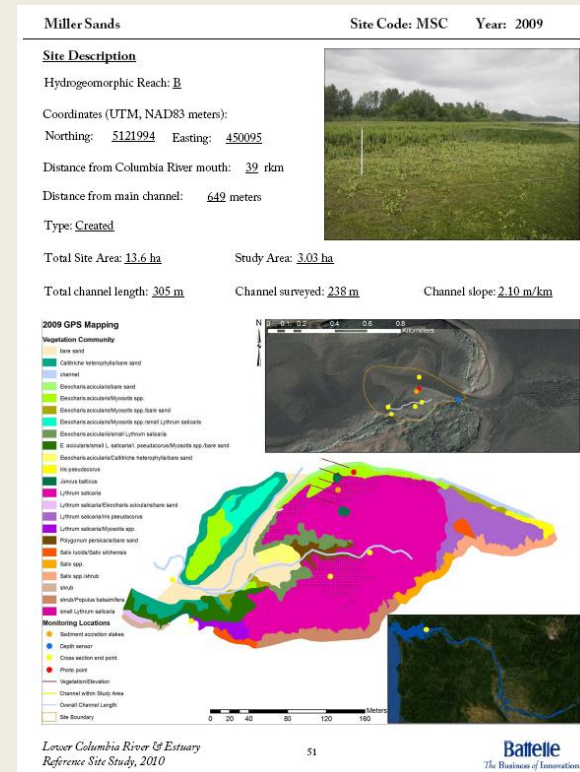 Miller Sands Site Code: MSC Year: 2009
Site Description
Hydrogeomorphic Reach: B
Coordinates (UTM, NAD83 meters):
Northing: 5121994 Easting: 450095
Distance from Columbia River mouth: 39 rkm
Distance from main channel: 649 meters
Type: Created
Total Site Area: 13.6 ha Study Area: 3.03 ha
Total channel length: 305 m Channel surveyed: 238 m Channel slope: 2.10 m/km
2009 GPS Mapping
Vegetation Community
bare sand
Callitriche heterophylla/bare sand
channel
Eleocharis acicularis/bare sand
Eleocharis acicularis/Myosotis spp.
Eleocharis acicularis/Myosotis spp./bare sand
Eleocharis acicularis/Myosotis spp./small Lythrum salicaria
Eleocharis acicularis/small Lythrum salicaria
E. acicularis/small L. salicaria/I. pseudacorus/Myosotis spp./bare sand
Eleocharis acicularis/Callitriche heterophylla/bare sand
Iris pseudacorus
Juncus balticus
Lythrum salicaria
Lythrum salicaria/Eleocharis acicularis/bare sand
Lythrum salicaria/Iris pseudacorus
Lythrum salicaria/Myosotis spp.
Polygonum persicaria/bare sand
Salix lucida/Salix sitchensis
Salix spp.
Salix spp./shrub
shrub
shrub/Populus balsamifera
small Lythrum salicaria
Monitoring Locations
Sediment accretion stakes
Depth sensor
Cross section end point
Photo point
Vegetation/Elevation
Channel within Study Area
Overall Channel Length
Site Boundary
N
0 0.1 0.2 0.4 0.6 0.8
Kilometers
0 20 40 80 120 160
Meters
Lower Columbia River & Estuary
Reference Site Study, 2010
51
Battelle
The Business of Innovation